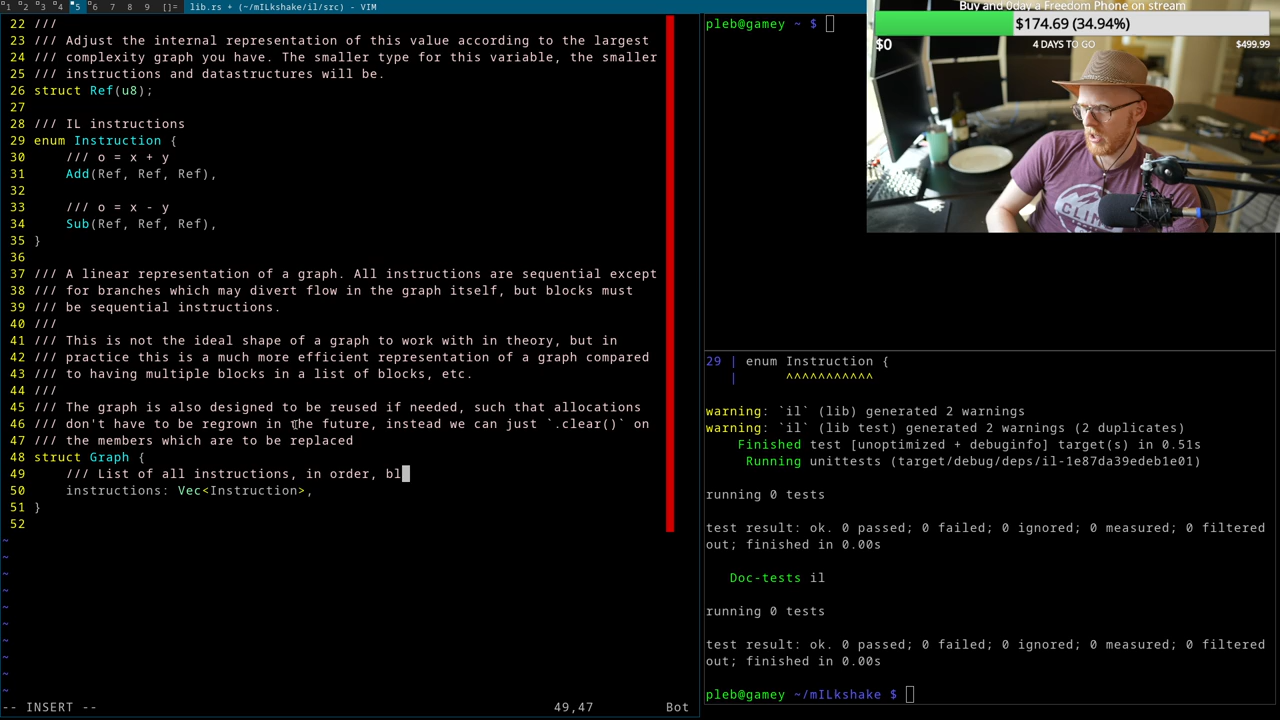 1 2 3 4 5 6 7 8 9 []= lib.rs + (~/mILkshake/il/src) - VIM
22 ///
23 /// Adjust the internal representation of this value according to the largest
24 /// complexity graph you have. The smaller type for this variable, the smaller
25 /// instructions and datastructures will be.
26 struct Ref(u8);
27
28 /// IL instructions
29 enum Instruction {
30 /// o = x + y
31 Add(Ref, Ref, Ref),
32
33 /// o = x - y
34 Sub(Ref, Ref, Ref),
35 }
36
37 /// A linear representation of a graph. All instructions are sequential except
38 /// for branches which may divert flow in the graph itself, but blocks must
39 /// be sequential instructions.
40 ///
41 /// This is not the ideal shape of a graph to work with in theory, but in
42 /// practice this is a much more efficient representation of a graph compared
43 /// to having multiple blocks in a list of blocks, etc.
44 ///
45 /// The graph is also designed to be reused if needed, such that allocations
46 /// don't have to be regrown in the future, instead we can just `.clear()` on
47 /// the members which are to be replaced
48 struct Graph {
49 /// List of all instructions, in order, bl
50 instructions: Vec<Instruction>,
51 }
52
~
~
~
~
~
~
~
~
~
~
-- INSERT -- 49,47 Bot
pleb@gamey ~ $
Buy and 0day a Freedom Phone on stream
$174.69 (34.94%)
$0 4 DAYS TO GO $499.99
29 | enum Instruction {
| ^^^^^^^^^^^
warning: `il` (lib) generated 2 warnings
warning: `il` (lib test) generated 2 warnings (2 duplicates)
Finished test [unoptimized + debuginfo] target(s) in 0.51s
Running unittests (target/debug/deps/il-1e87da39edeb1e01)
running 0 tests
test result: ok. 0 passed; 0 failed; 0 ignored; 0 measured; 0 filtered
out; finished in 0.00s
Doc-tests il
running 0 tests
test result: ok. 0 passed; 0 failed; 0 ignored; 0 measured; 0 filtered
out; finished in 0.00s
pleb@gamey ~/mILkshake $